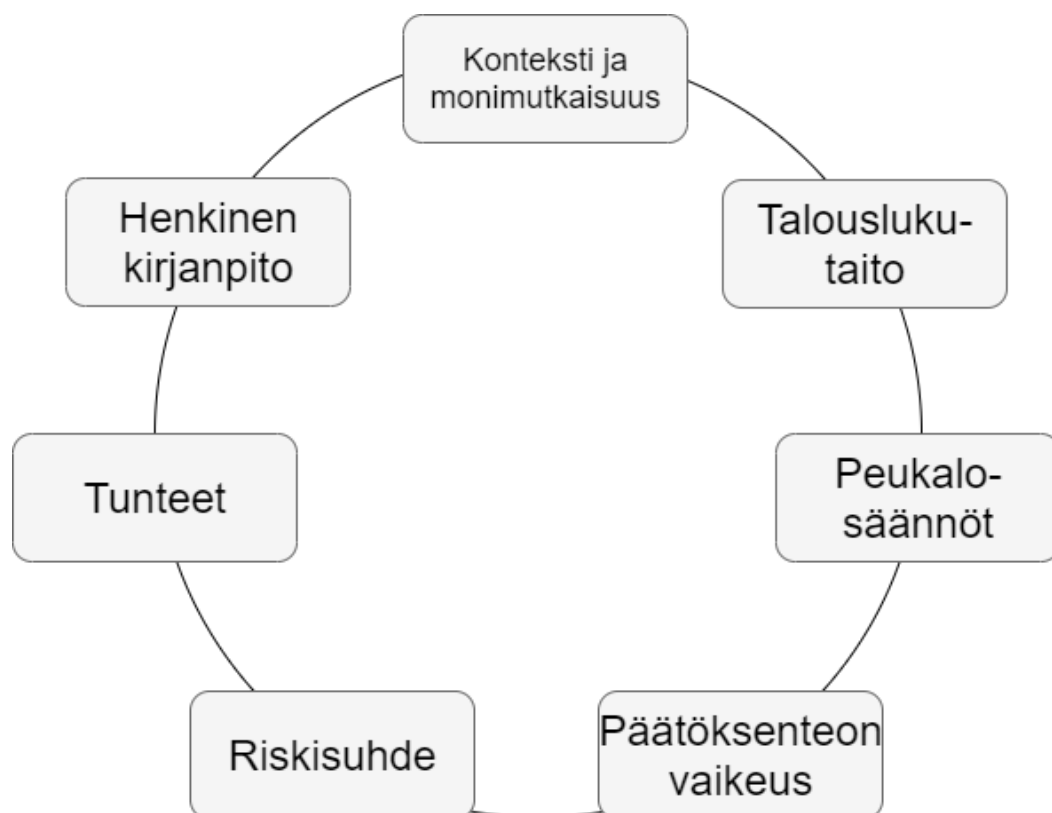 Konteksti ja
monimutkaisuus
Talousluku-
taito
Peukalo-
säännöt
Päätöksenteon
vaikeus
Riskisuhde
Tunteet
Henkinen
kirjanpito